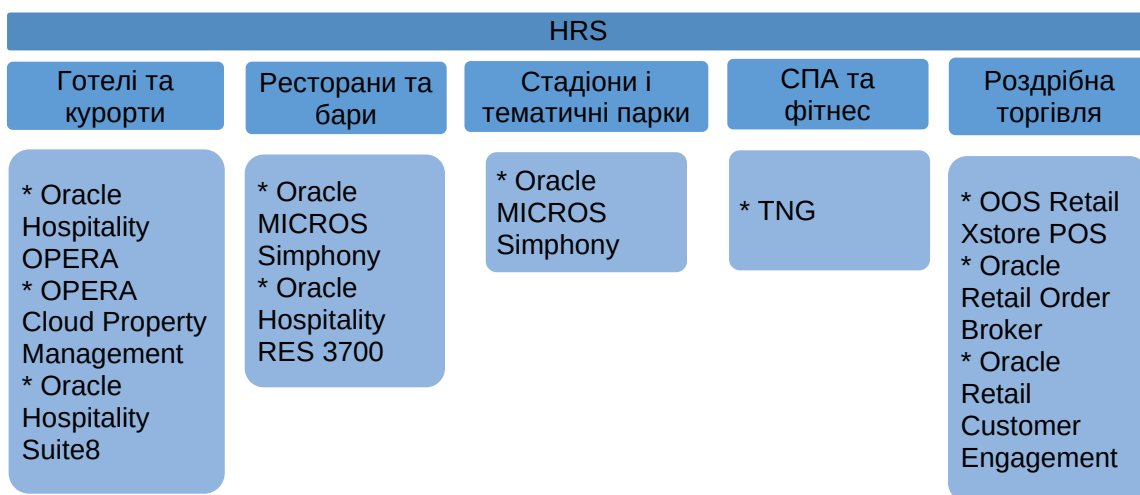 HRS
Готелі та
курорти
Ресторани та
бари
Стадіони і
тематичні парки
СПА та
фітнес
Роздрібна
торгівля
* Oracle
Hospitality
OPERA
* OPERA
Cloud Property
Management
* Oracle
Hospitality
Suite8
* Oracle
MICROS
Simphony
* Oracle
Hospitality
RES 3700
* Oracle
MICROS
Simphony
* TNG
* OOS Retail
Xstore POS
* Oracle
Retail Order
Broker
* Oracle
Retail
Customer
Engagement